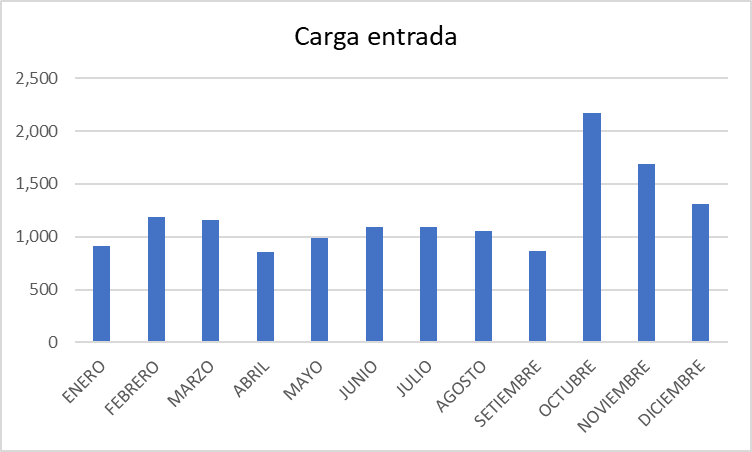 Carga entrada
2,500
2,000
1,500
1,000
500
0
ENERO
FEBRERO
MARZO
ABRIL
MAYO
JUNIO
JULIO
AGOSTO
SETIEMBRE
OCTUBRE
NOVIEMBRE
DICIEMBRE